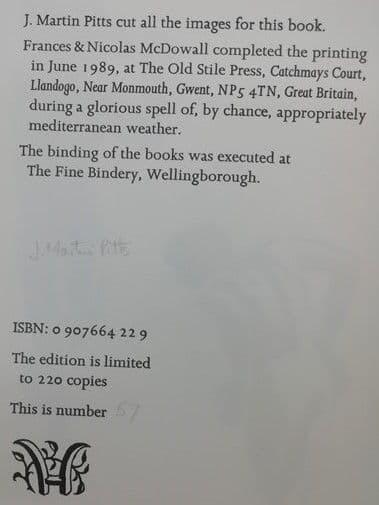 J. Martin Pitts cut all the images for this book.
Frances & Nicolas McDowall completed the printing
in June 1989, at The Old Stile Press, Catchmays Court,
Llandogo, Near Monmouth, Gwent, NP5 4TN, Great Britain,
during a glorious spell of, by chance, appropriately
mediterranean weather.
The binding of the books was executed at
The Fine Bindery, Wellingborough.
J. Martin Pitts
ISBN: 0 907664 22 9
The edition is limited
to 220 copies
This is number 57